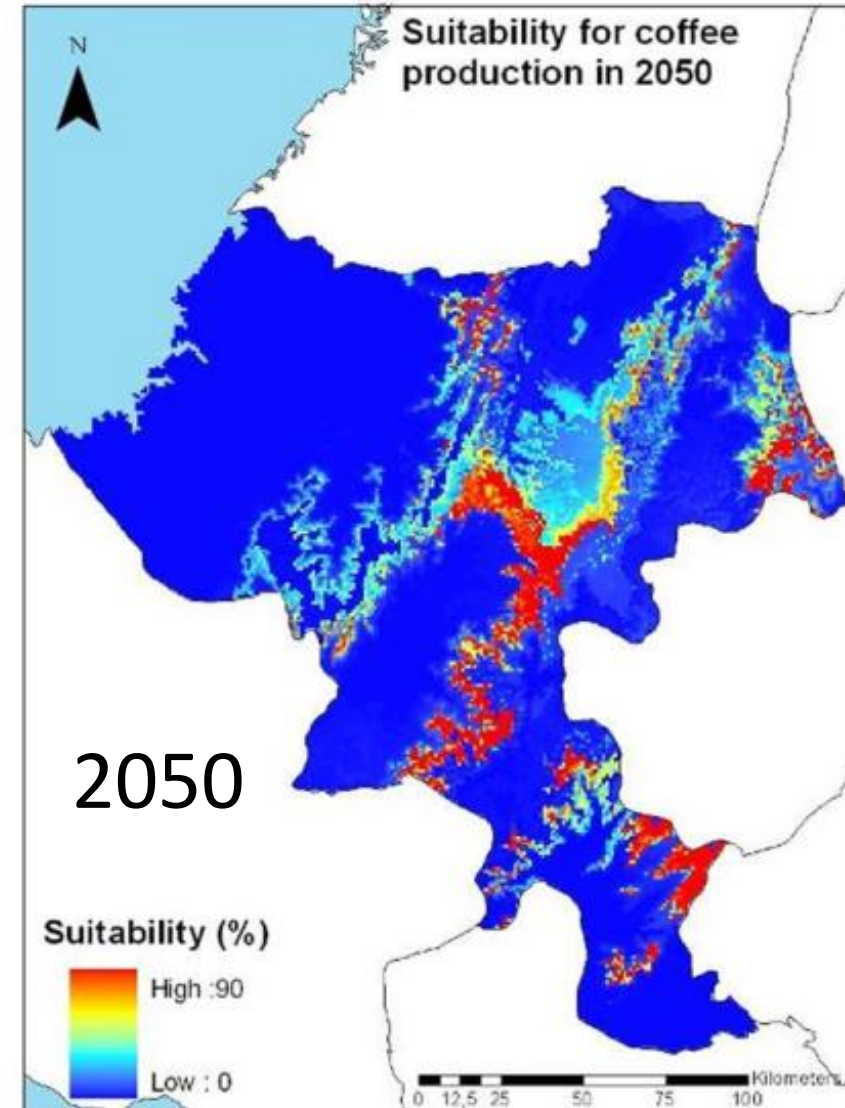 N
Suitability for coffee
production in 2050
2050
Suitability (%)
High :90
Low : 0
Kilometers
0 12,5 25 50 75 100